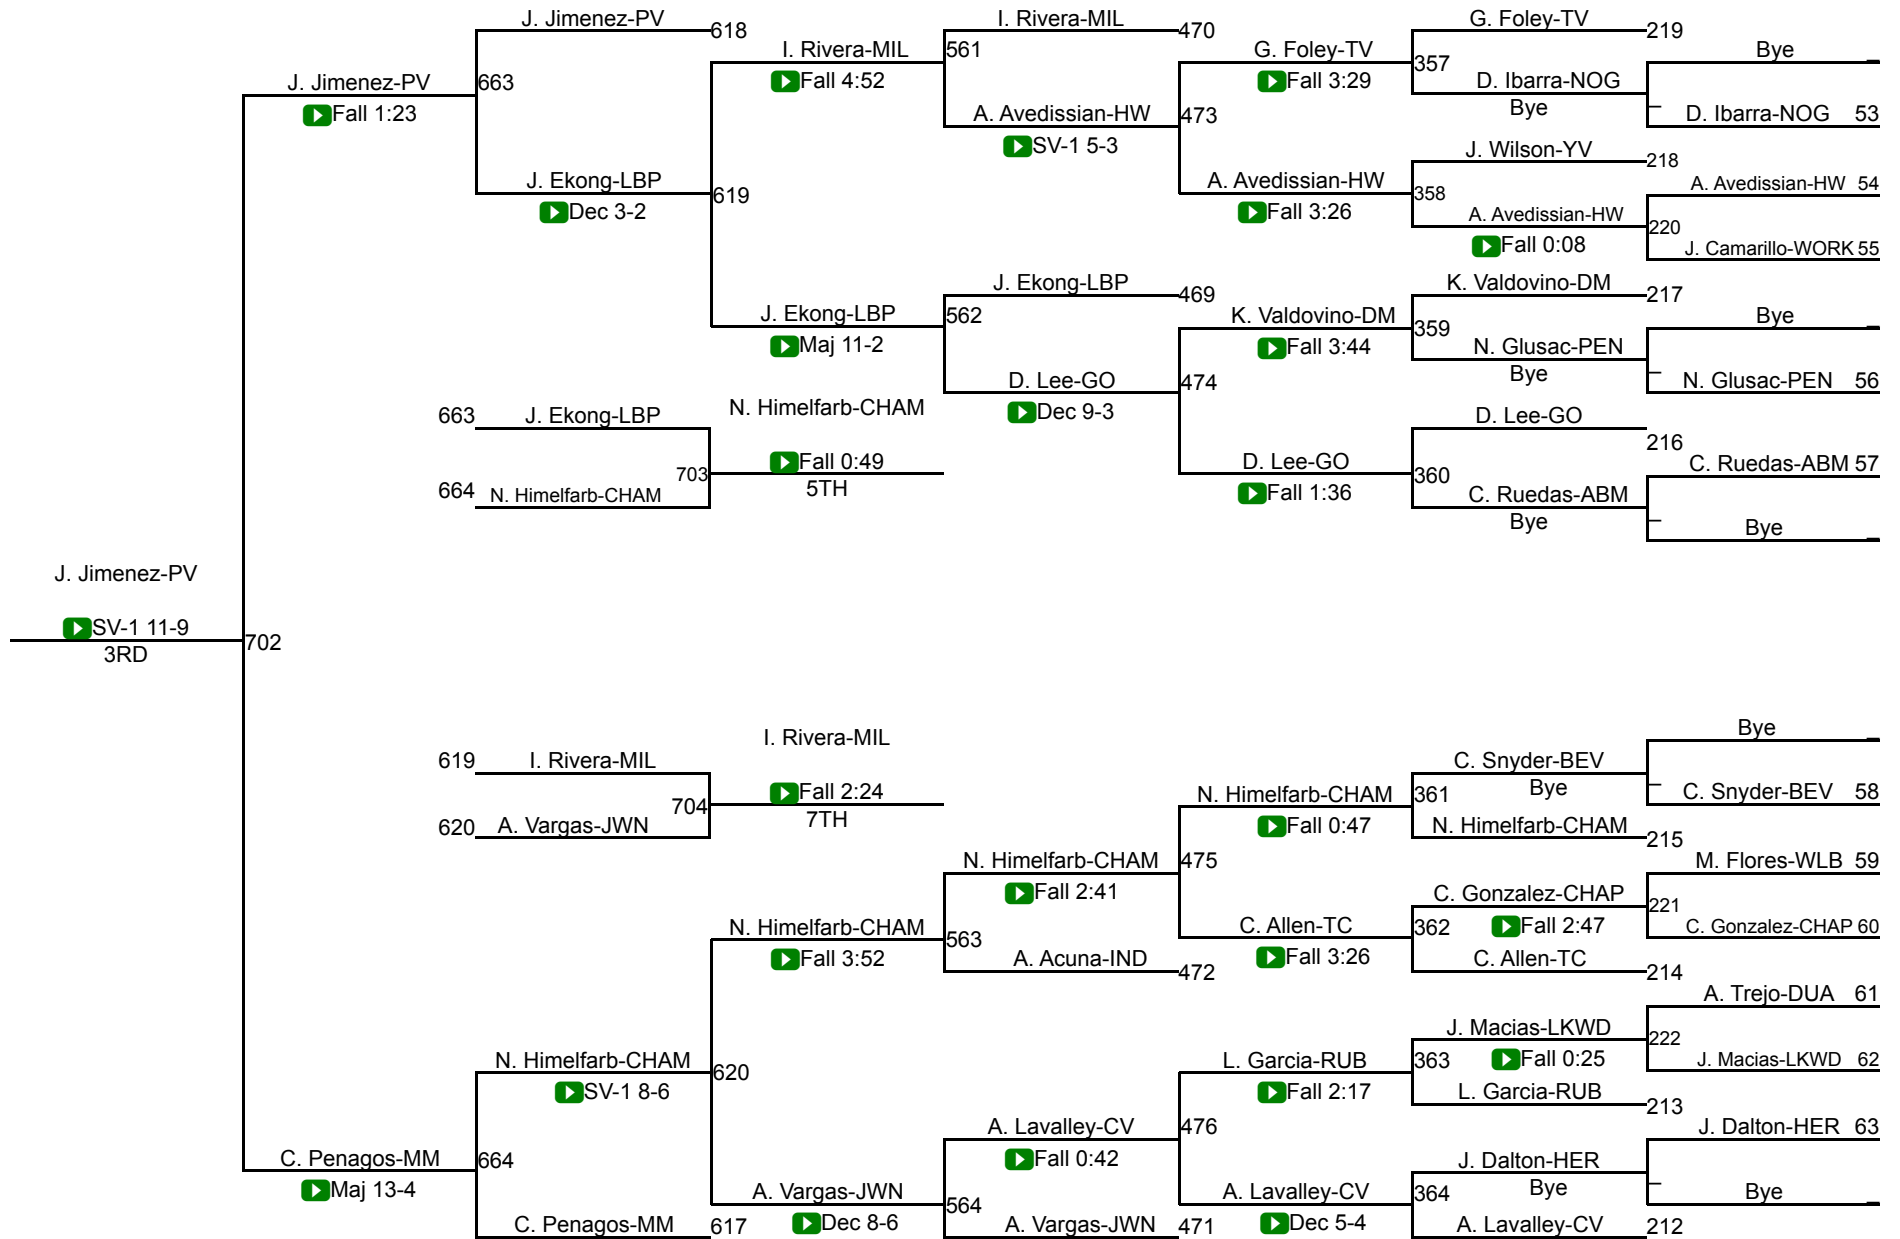 J. Jimenez-PV
618
I. Rivera-MIL
470
G. Foley-TV
219
I. Rivera-MIL
561
G. Foley-TV
357
Bye
J. Jimenez-PV
663
Fall 4:52
Fall 3:29
D. Ibarra-NOG
Bye
Fall 1:23
A. Avedissian-HW
473
D. Ibarra-NOG 53
SV-1 5-3
J. Wilson-YV
218
J. Ekong-LBP
619
A. Avedissian-HW
358
A. Avedissian-HW 54
Dec 3-2
Fall 3:26
A. Avedissian-HW
220
Fall 0:08
J. Camarillo-WORK 55
J. Ekong-LBP
469
K. Valdovino-DM
217
J. Ekong-LBP
562
K. Valdovino-DM
359
Bye
Maj 11-2
Fall 3:44
N. Glusac-PEN
Bye
D. Lee-GO
474
N. Glusac-PEN 56
663
J. Ekong-LBP
N. Himelfarb-CHAM
Dec 9-3
D. Lee-GO
216
703
Fall 0:49
D. Lee-GO
360
C. Ruedas-ABM 57
664
N. Himelfarb-CHAM
5TH
Fall 1:36
C. Ruedas-ABM
Bye
Bye
J. Jimenez-PV
SV-1 11-9
702
3RD
I. Rivera-MIL
Bye
619
I. Rivera-MIL
C. Snyder-BEV
704
Fall 2:24
N. Himelfarb-CHAM
361
Bye
C. Snyder-BEV 58
620
A. Vargas-JWN
7TH
Fall 0:47
N. Himelfarb-CHAM
215
N. Himelfarb-CHAM
475
M. Flores-WLB 59
Fall 2:41
C. Gonzalez-CHAP
221
N. Himelfarb-CHAM
563
C. Allen-TC
362
Fall 2:47
C. Gonzalez-CHAP 60
Fall 3:52
A. Acuna-IND
472
Fall 3:26
C. Allen-TC
214
A. Trejo-DUA 61
J. Macias-LKWD
222
N. Himelfarb-CHAM
620
L. Garcia-RUB
363
Fall 0:25
J. Macias-LKWD 62
SV-1 8-6
Fall 2:17
L. Garcia-RUB
213
A. Lavalley-CV
476
J. Dalton-HER 63
C. Penagos-MM
664
Fall 0:42
J. Dalton-HER
Maj 13-4
A. Vargas-JWN
564
A. Lavalley-CV
364
Bye
Bye
C. Penagos-MM
617
Dec 8-6
A. Vargas-JWN
471
Dec 5-4
A. Lavalley-CV
212